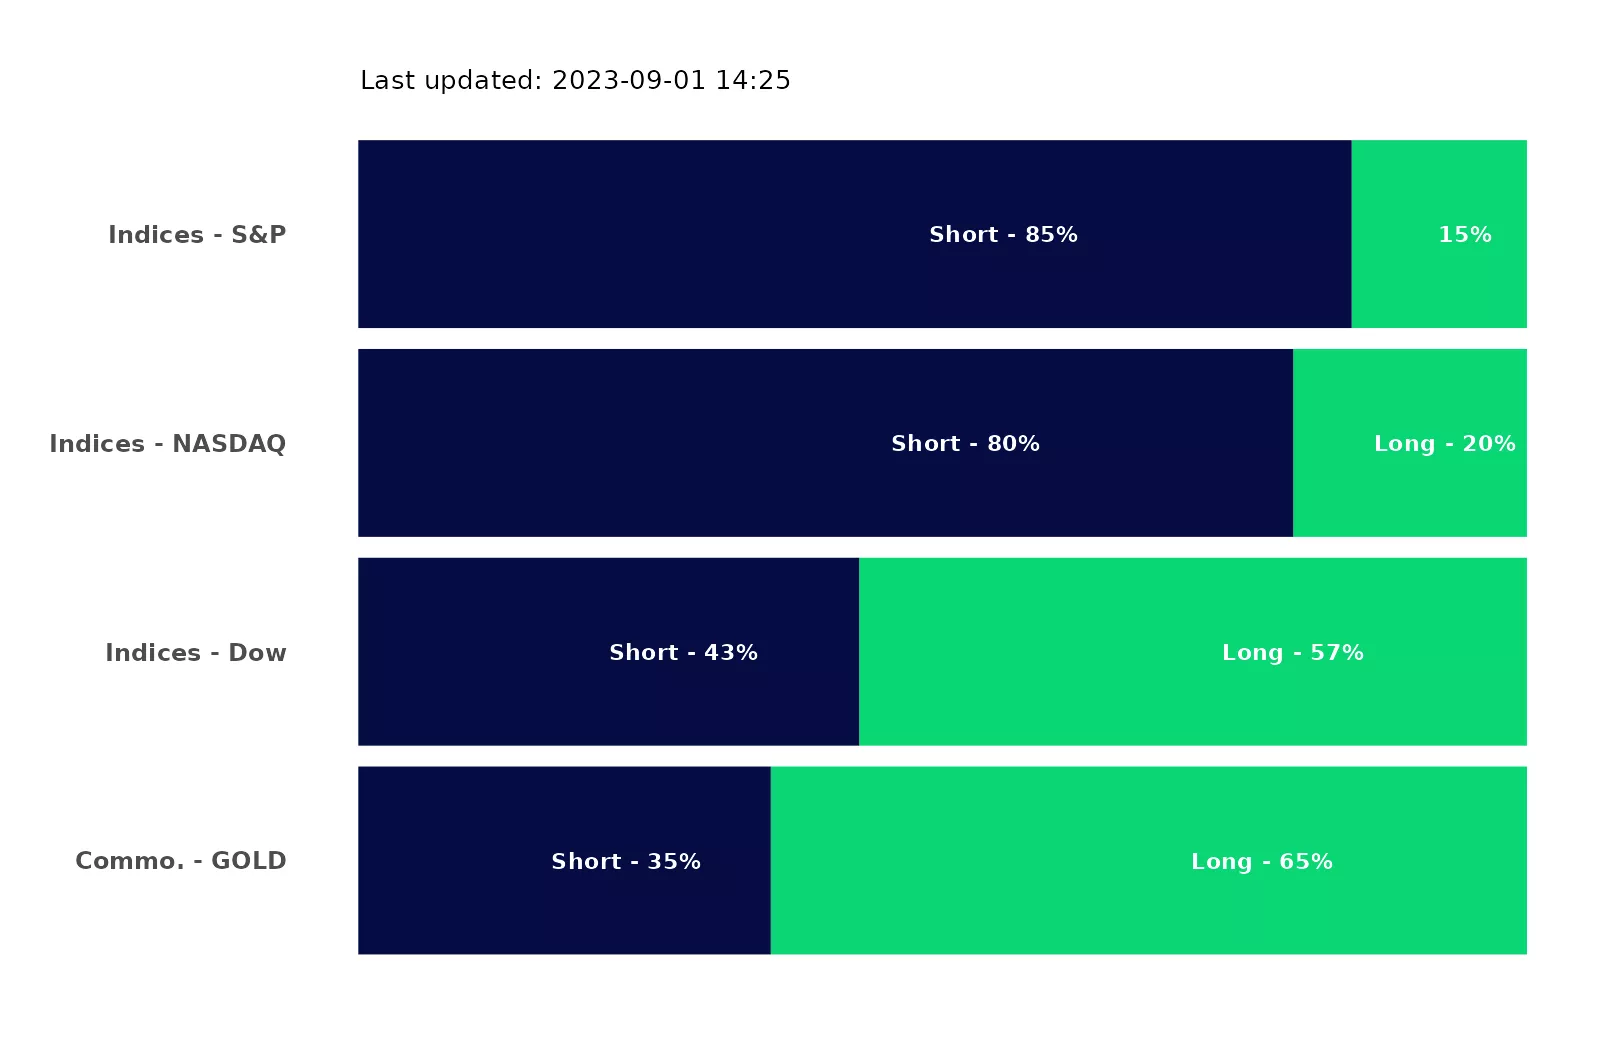 Last updated: 2023-09-01 14:25
Indices - S&P Short - 85% 15%
Indices - NASDAQ Short - 80% Long - 20%
Indices - Dow Short - 43% Long - 57%
Commo. - GOLD Short - 35% Long - 65%